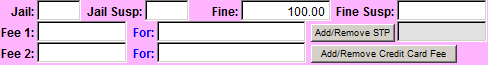 Jail: Jail Susp: Fine: 100.00 Fine Susp:
Fee 1: For: Add/Remove STP
Fee 2: For: Add/Remove Credit Card Fee